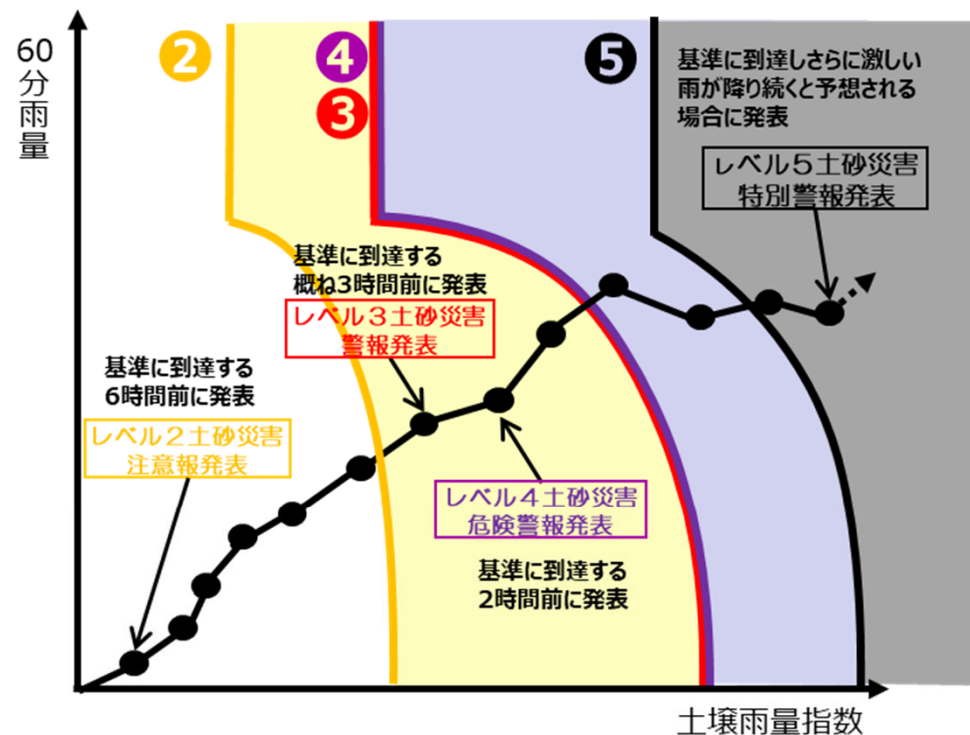 60
分
雨
量
❷
❹
❸
❺
基準に到達しさらに激しい
雨が降り続くと予想される
場合に発表
レベル５土砂災害
特別警報発表
基準に到達する
概ね3時間前に発表
レベル３土砂災害
警報発表
基準に到達する
6時間前に発表
レベル２土砂災害
注意報発表
レベル４土砂災害
危険警報発表
基準に到達する
2時間前に発表
土壌雨量指数